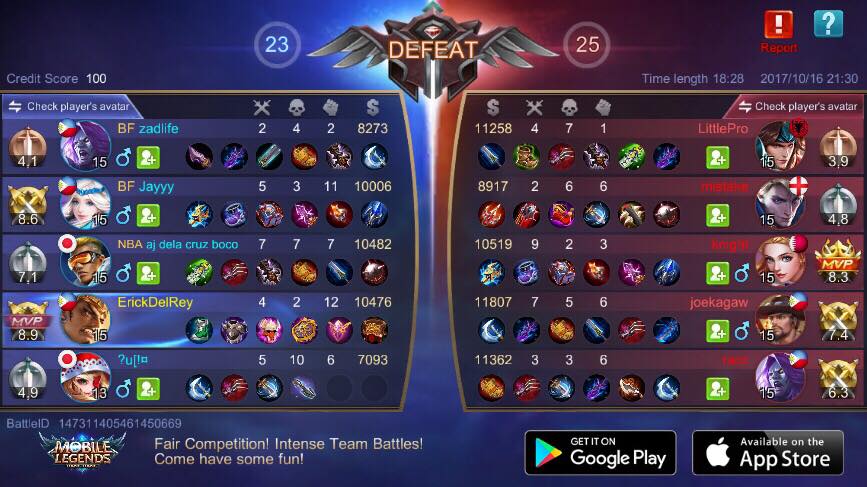 23 DEFEAT 25
Report
Credit Score 100
Time length 18:28 2017/10/16 21:30
Check player's avatar
Check player's avatar
BF zadlife 2 4 2 8273
4,1 15
BF Jayyy 5 3 11 10006
8.6 15
NBA aj dela cruz boco 7 7 7 10482
7,1 15
ErickDelRey 4 2 12 10476
MVP 8.9 15
?u[!¤ 5 10 6 7093
4,9 13
11258 4 7 1 LittlePro
15 3,9
8917 2 6 6 mistake
15 4,8
10519 9 2 3 knight
15 MVP 8.3
11807 7 5 6 joekagaw
15 7.4
11362 3 3 6
15 6.3
BattleID 147311405461450669
MOBILE LEGENDS
Fair Competition! Intense Team Battles!
Come have some fun!
GET IT ON
Google Play
Available on the
App Store